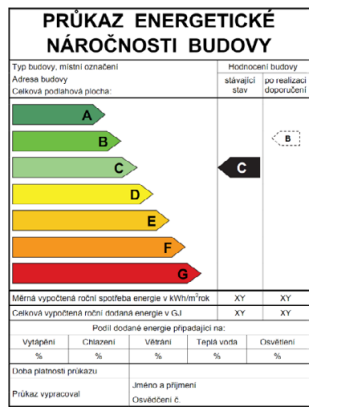 PRŮKAZ ENERGETICKÉ
NÁROČNOSTI BUDOVY
Typ budovy, místní označení
Adresa budovy
Celková podlahová plocha:
Hodnocení budovy
stávající
stav
po realizaci
doporučení
A
B
B
C
C
D
E
F
G
Měrná vypočtená roční spotřeba energie v kWh/m²rok XY XY
Celková vypočtená roční dodaná energie v GJ XY XY
Podíl dodané energie připadající na:
Vytápění Chlazení Větrání Teplá voda Osvětlení
% % % % %
Doba platnosti průkazu
Průkaz vypracoval
Jméno a příjmení
Osvědčení č.